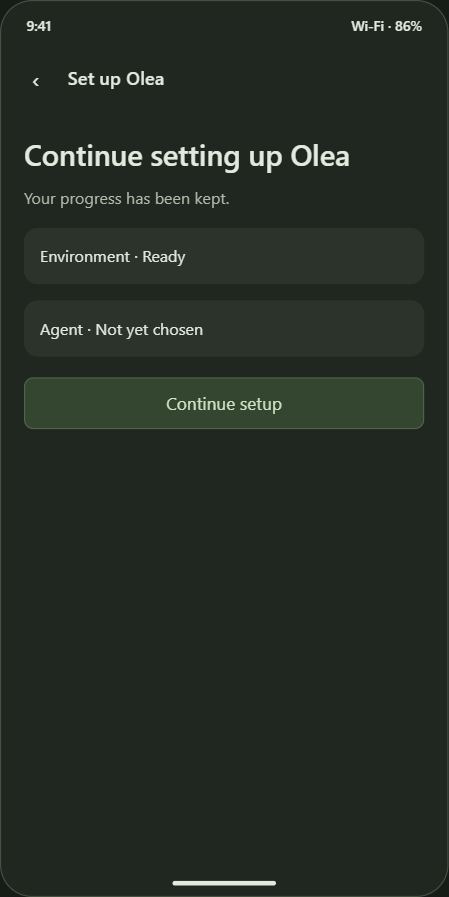 9:41
Wi-Fi · 86%
‹ Set up Olea
Continue setting up Olea
Your progress has been kept.
Environment · Ready
Agent · Not yet chosen
Continue setup